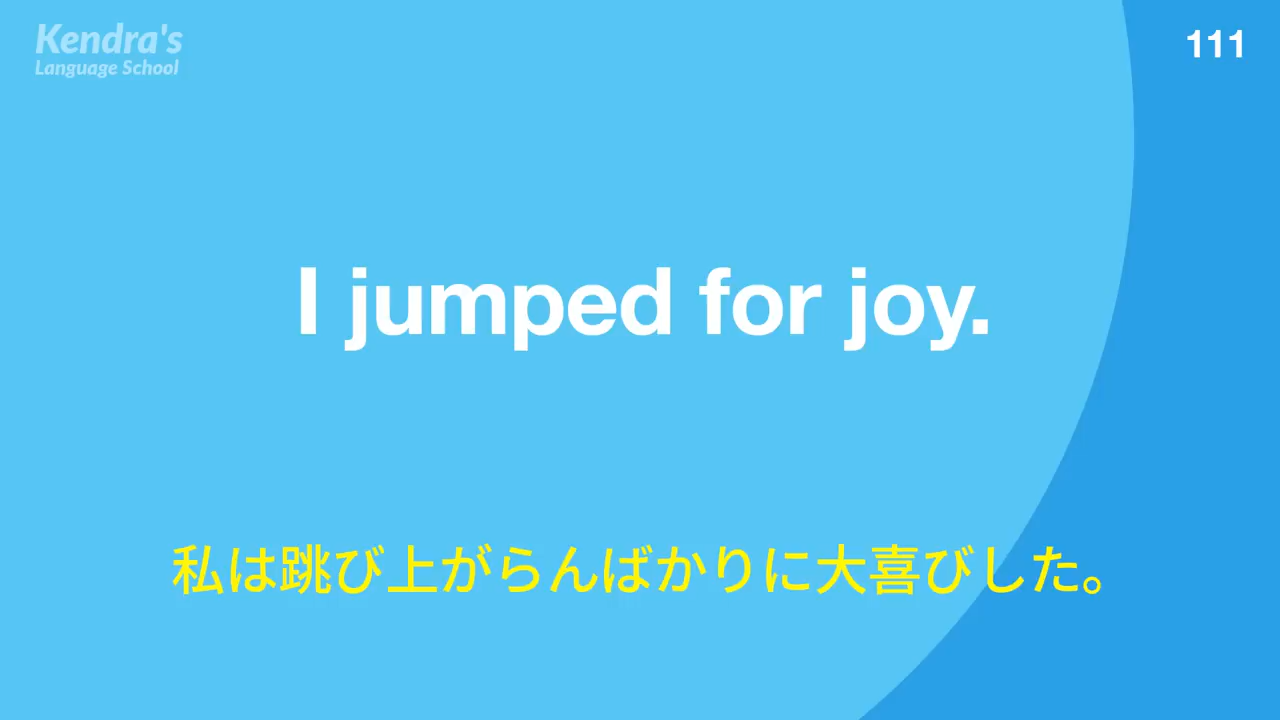 Kendra's
Language School
111
I jumped for joy.
私は跳び上がらんばかりに大喜びした。